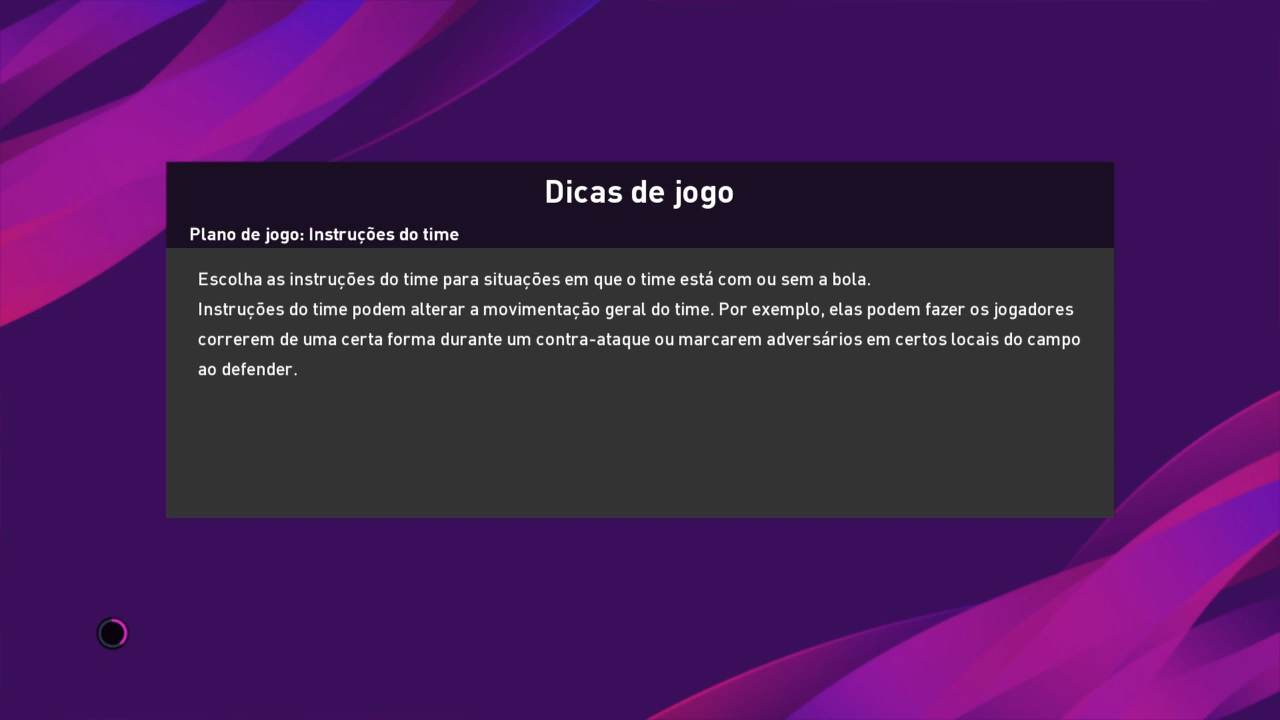 Dicas de jogo
Plano de jogo: Instruções do time
Escolha as instruções do time para situações em que o time está com ou sem a bola.
Instruções do time podem alterar a movimentação geral do time. Por exemplo, elas podem fazer os jogadores
correrem de uma certa forma durante um contra-ataque ou marcarem adversários em certos locais do campo
ao defender.